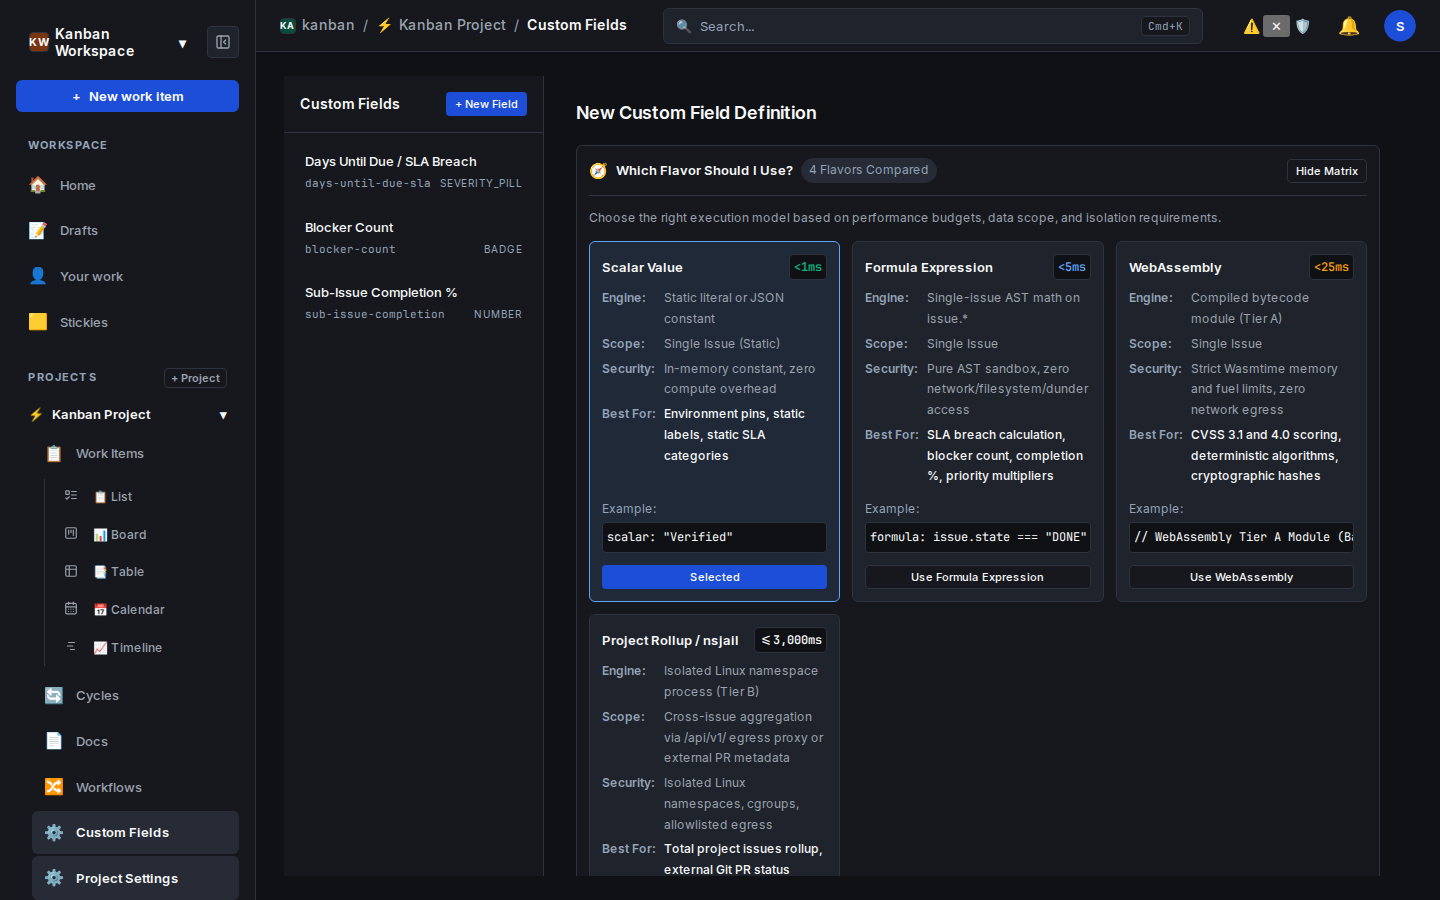 KW Kanban Workspace ▼
+ New work item
WORKSPACE
Home
Drafts
Your work
Stickies
PROJECTS + Project
Kanban Project ▼
Work Items
List
Board
Table
Calendar
Timeline
Cycles
Docs
Workflows
Custom Fields
Project Settings
KA kanban / ⚡ Kanban Project / Custom Fields
Search... Cmd+K
S
Custom Fields + New Field
Days Until Due / SLA Breach
days-until-due-sla SEVERITY_PILL
Blocker Count
blocker-count BADGE
Sub-Issue Completion %
sub-issue-completion NUMBER
New Custom Field Definition
Which Flavor Should I Use? 4 Flavors Compared Hide Matrix
Choose the right execution model based on performance budgets, data scope, and isolation requirements.
Scalar Value <1ms
Engine: Static literal or JSON
constant
Scope: Single Issue (Static)
Security: In-memory constant, zero
compute overhead
Best For: Environment pins, static
labels, static SLA
categories
Example:
scalar: "Verified"
Selected
Formula Expression <5ms
Engine: Single-issue AST math on
issue.*
Scope: Single Issue
Security: Pure AST sandbox, zero
network/filesystem/dunder
access
Best For: SLA breach calculation,
blocker count, completion
%, priority multipliers
Example:
formula: issue.state === "DONE"
Use Formula Expression
WebAssembly <25ms
Engine: Compiled bytecode
module (Tier A)
Scope: Single Issue
Security: Strict Wasmtime memory
and fuel limits, zero
network egress
Best For: CVSS 3.1 and 4.0 scoring,
deterministic algorithms,
cryptographic hashes
Example:
// WebAssembly Tier A Module (Ba
Use WebAssembly
Project Rollup / nsjail ≤3,000ms
Engine: Isolated Linux namespace
process (Tier B)
Scope: Cross-issue aggregation
via /api/v1/ egress proxy or
external PR metadata
Security: Isolated Linux
namespaces, cgroups,
allowlisted egress
Best For: Total project issues rollup,
external Git PR status